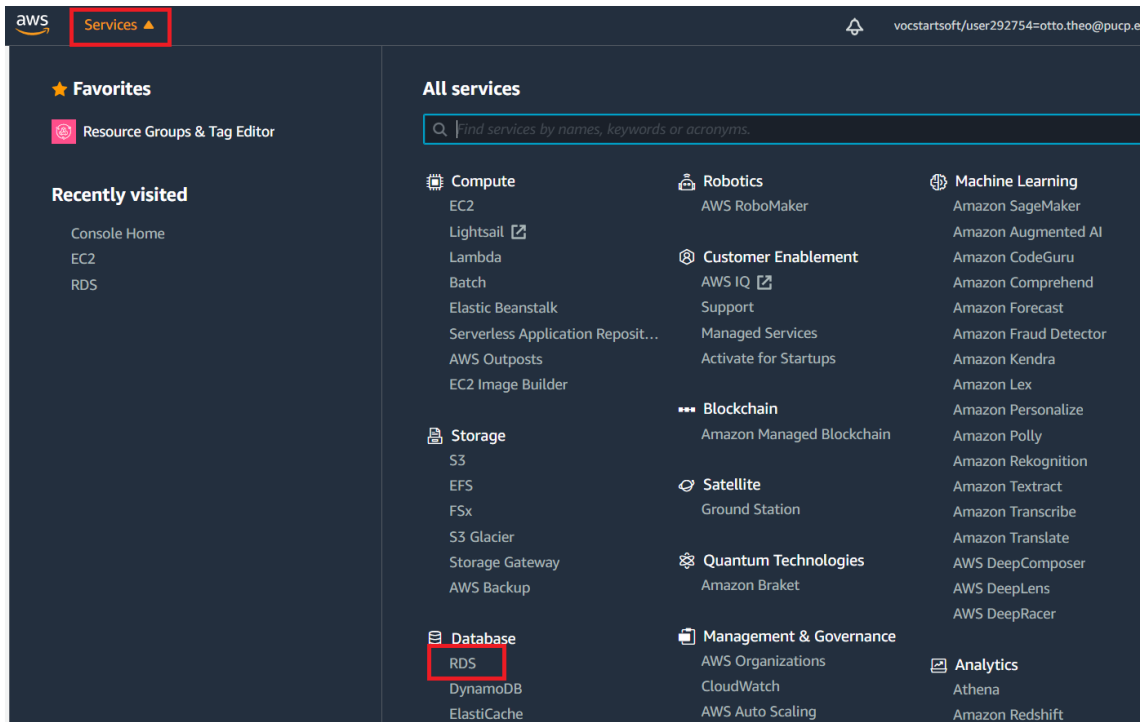 aws
Services
vocstartsoft/user292754=otto.theo@pucp.e
Favorites
Resource Groups & Tag Editor
Recently visited
Console Home
EC2
RDS
All services
Find services by names, keywords or acronyms.
Compute
EC2
Lightsail
Lambda
Batch
Elastic Beanstalk
Serverless Application Reposit...
AWS Outposts
EC2 Image Builder
Storage
S3
EFS
FSx
S3 Glacier
Storage Gateway
AWS Backup
Database
RDS
DynamoDB
ElastiCache
Robotics
AWS RoboMaker
Customer Enablement
AWS IQ
Support
Managed Services
Activate for Startups
Blockchain
Amazon Managed Blockchain
Satellite
Ground Station
Quantum Technologies
Amazon Braket
Management & Governance
AWS Organizations
CloudWatch
AWS Auto Scaling
Machine Learning
Amazon SageMaker
Amazon Augmented AI
Amazon CodeGuru
Amazon Comprehend
Amazon Forecast
Amazon Fraud Detector
Amazon Kendra
Amazon Lex
Amazon Personalize
Amazon Polly
Amazon Rekognition
Amazon Textract
Amazon Transcribe
Amazon Translate
AWS DeepComposer
AWS DeepLens
AWS DeepRacer
Analytics
Athena
Amazon Redshift